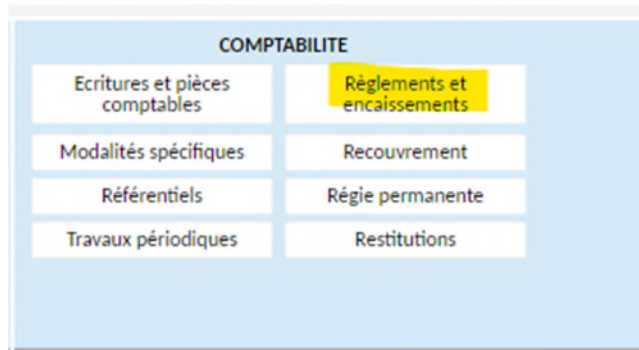 COMPTABILITE
Ecritures et pièces
comptables
Règlements et
encaissements
Modalités spécifiques
Recouvrement
Référentiels
Régie permanente
Travaux périodiques
Restitutions